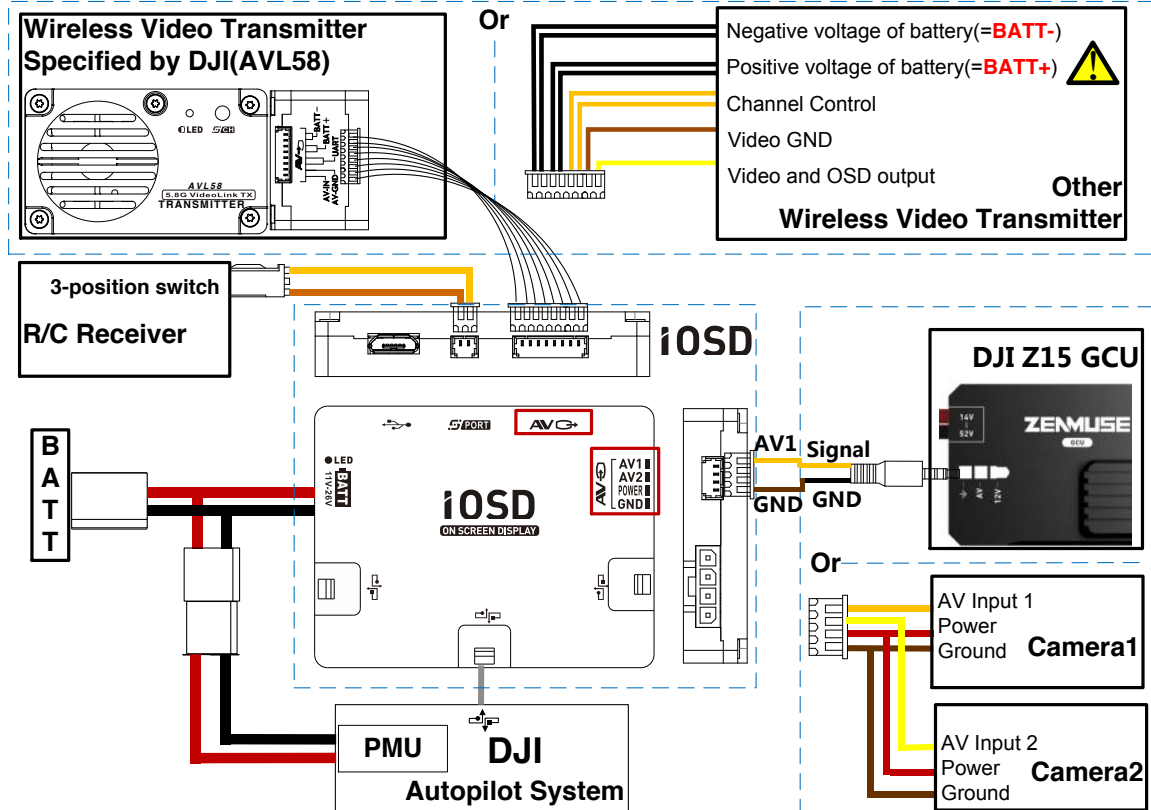 Wireless Video Transmitter
Specified by DJI(AVL58)
LED
CH
AVL58
5.8G VideoLink TX
TRANSMITTER
BATT-
BATT+
UART
AV-IN
AV-GND
Or
Negative voltage of battery(=BATT-)
Positive voltage of battery(=BATT+)
Channel Control
Video GND
Video and OSD output
Other
Wireless Video Transmitter
3-position switch
R/C Receiver
iOSD
BATT
LED
BATT
11V-26V
PORT
AV
AV
AV1
AV2
POWER
GND
iOSD
ON SCREEN DISPLAY
AV1
Signal
GND
GND
DJI Z15 GCU
14V
52V
ZENMUSE
GCU
AV
12V
Or
AV Input 1
Power
Ground
Camera1
AV Input 2
Power
Ground
Camera2
PMU
DJI
Autopilot System